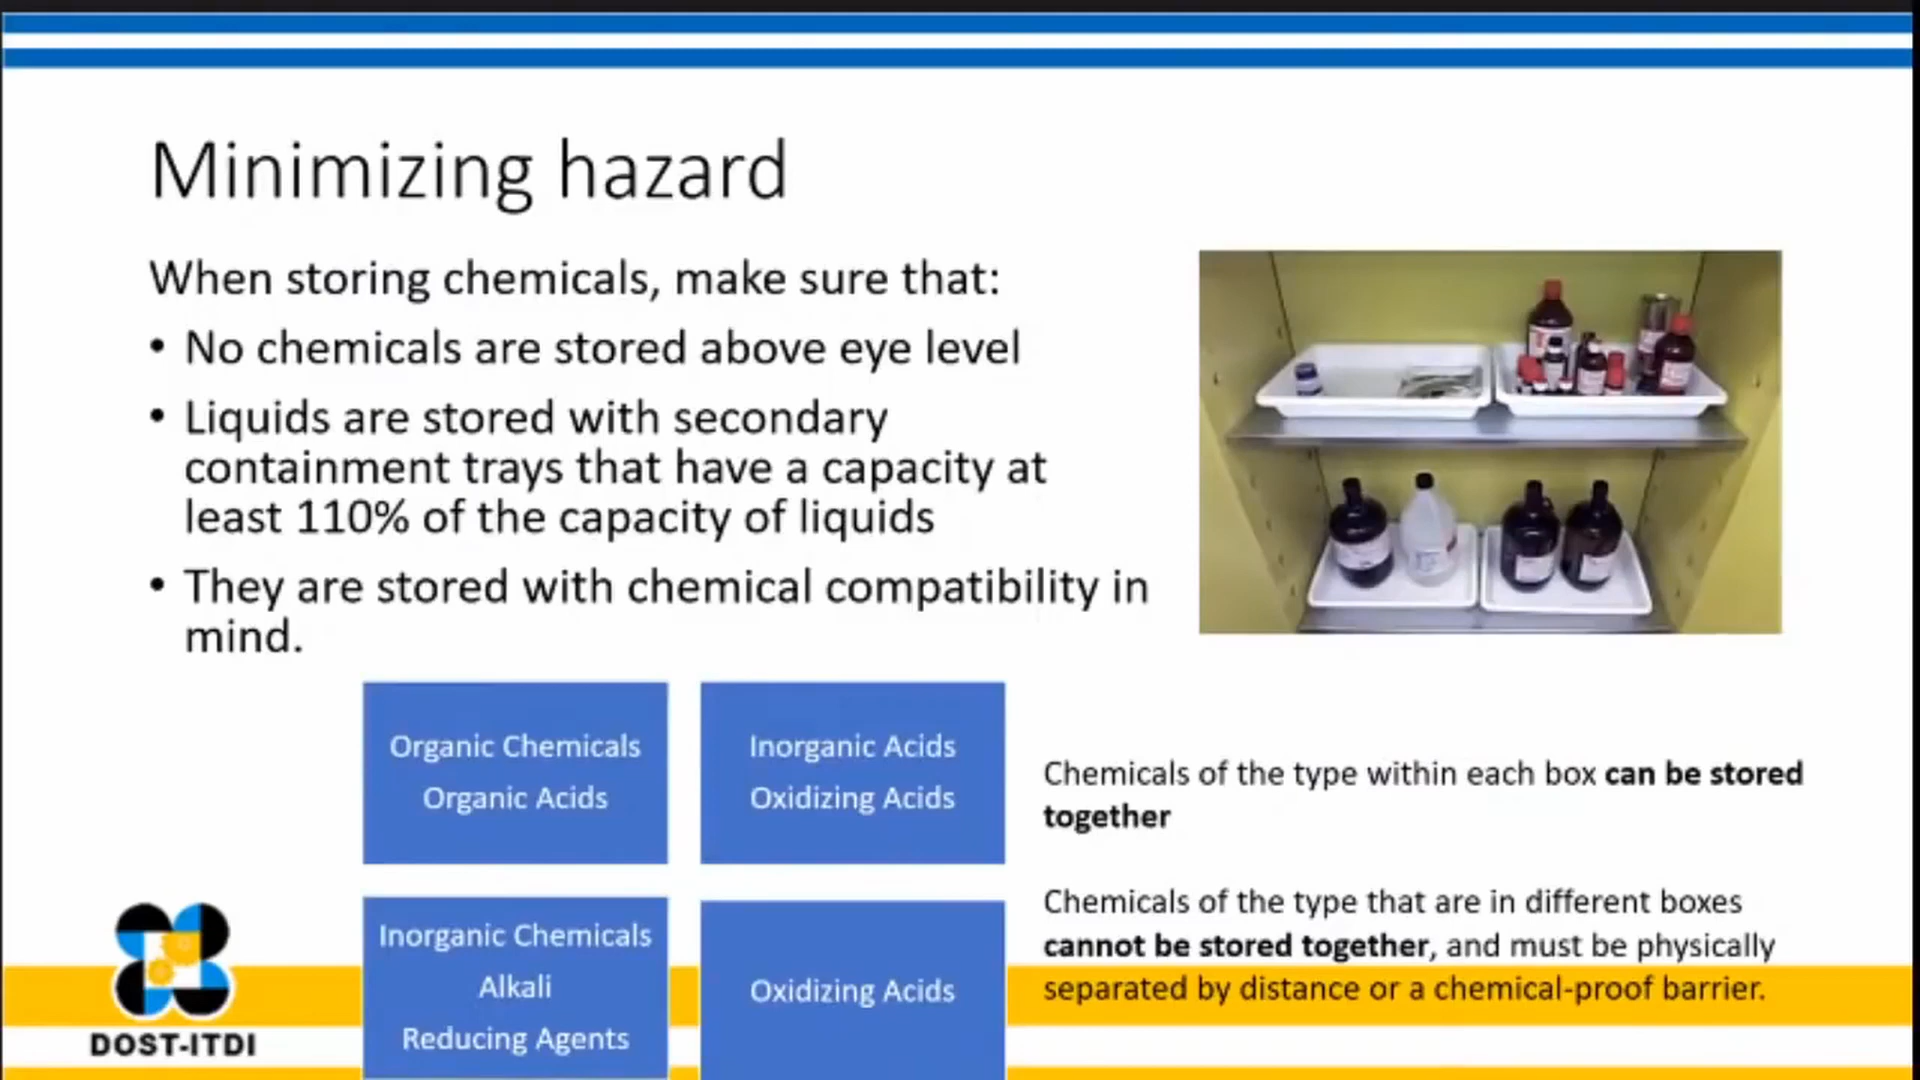 Minimizing hazard
When storing chemicals, make sure that:
• No chemicals are stored above eye level
• Liquids are stored with secondary
containment trays that have a capacity at
least 110% of the capacity of liquids
• They are stored with chemical compatibility in
mind.
Organic Chemicals
Organic Acids
Inorganic Acids
Oxidizing Acids
Inorganic Chemicals
Alkali
Reducing Agents
Oxidizing Acids
Chemicals of the type within each box can be stored
together
Chemicals of the type that are in different boxes
cannot be stored together, and must be physically
separated by distance or a chemical-proof barrier.
DOST-ITDI